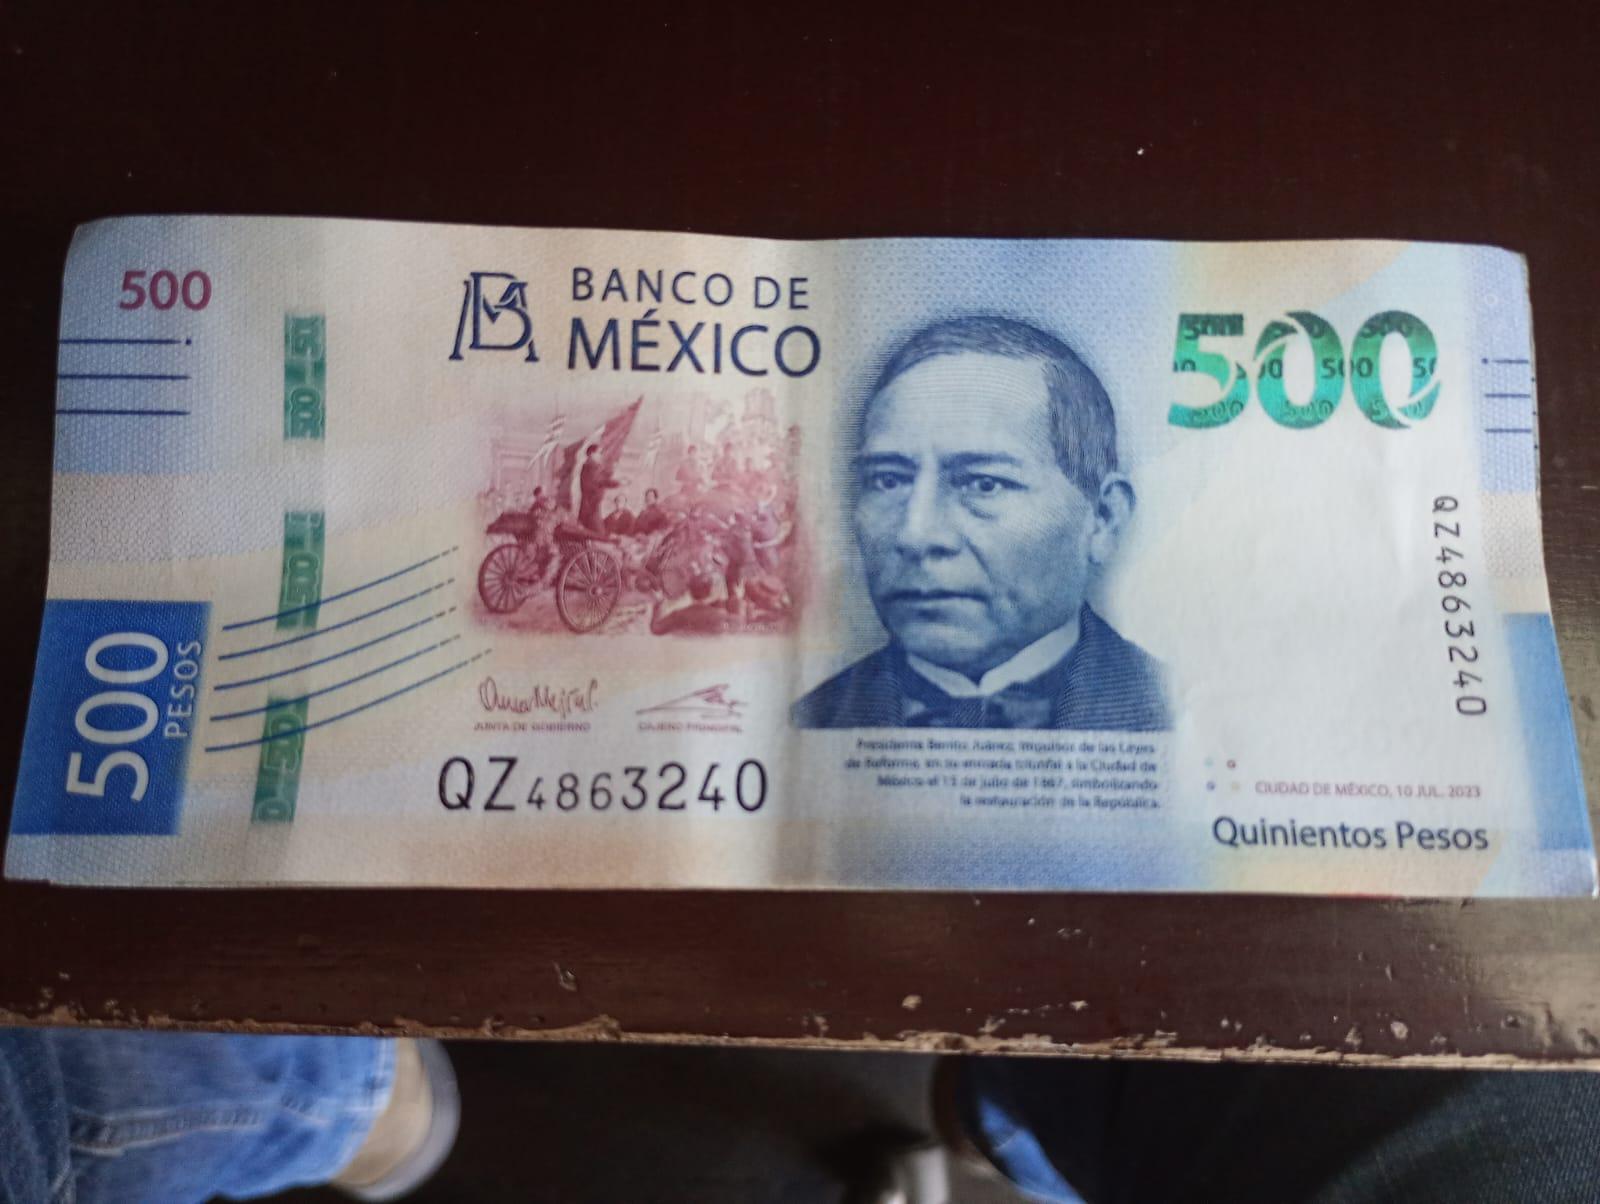 500
BANCO DE
MÉXICO
500
QZ4863240
500
PESOS
JUNTA DE GOBIERNO
CAJERO PRINCIPAL
QZ4863240
Presidente Benito Juárez, impulsor de las Leyes
de Reforma, en su entrada triunfal a la Ciudad de
México el 15 de julio de 1867, simbolizando
la restauración de la República.
CIUDAD DE MÉXICO, 10 JUL. 2023
Quinientos Pesos